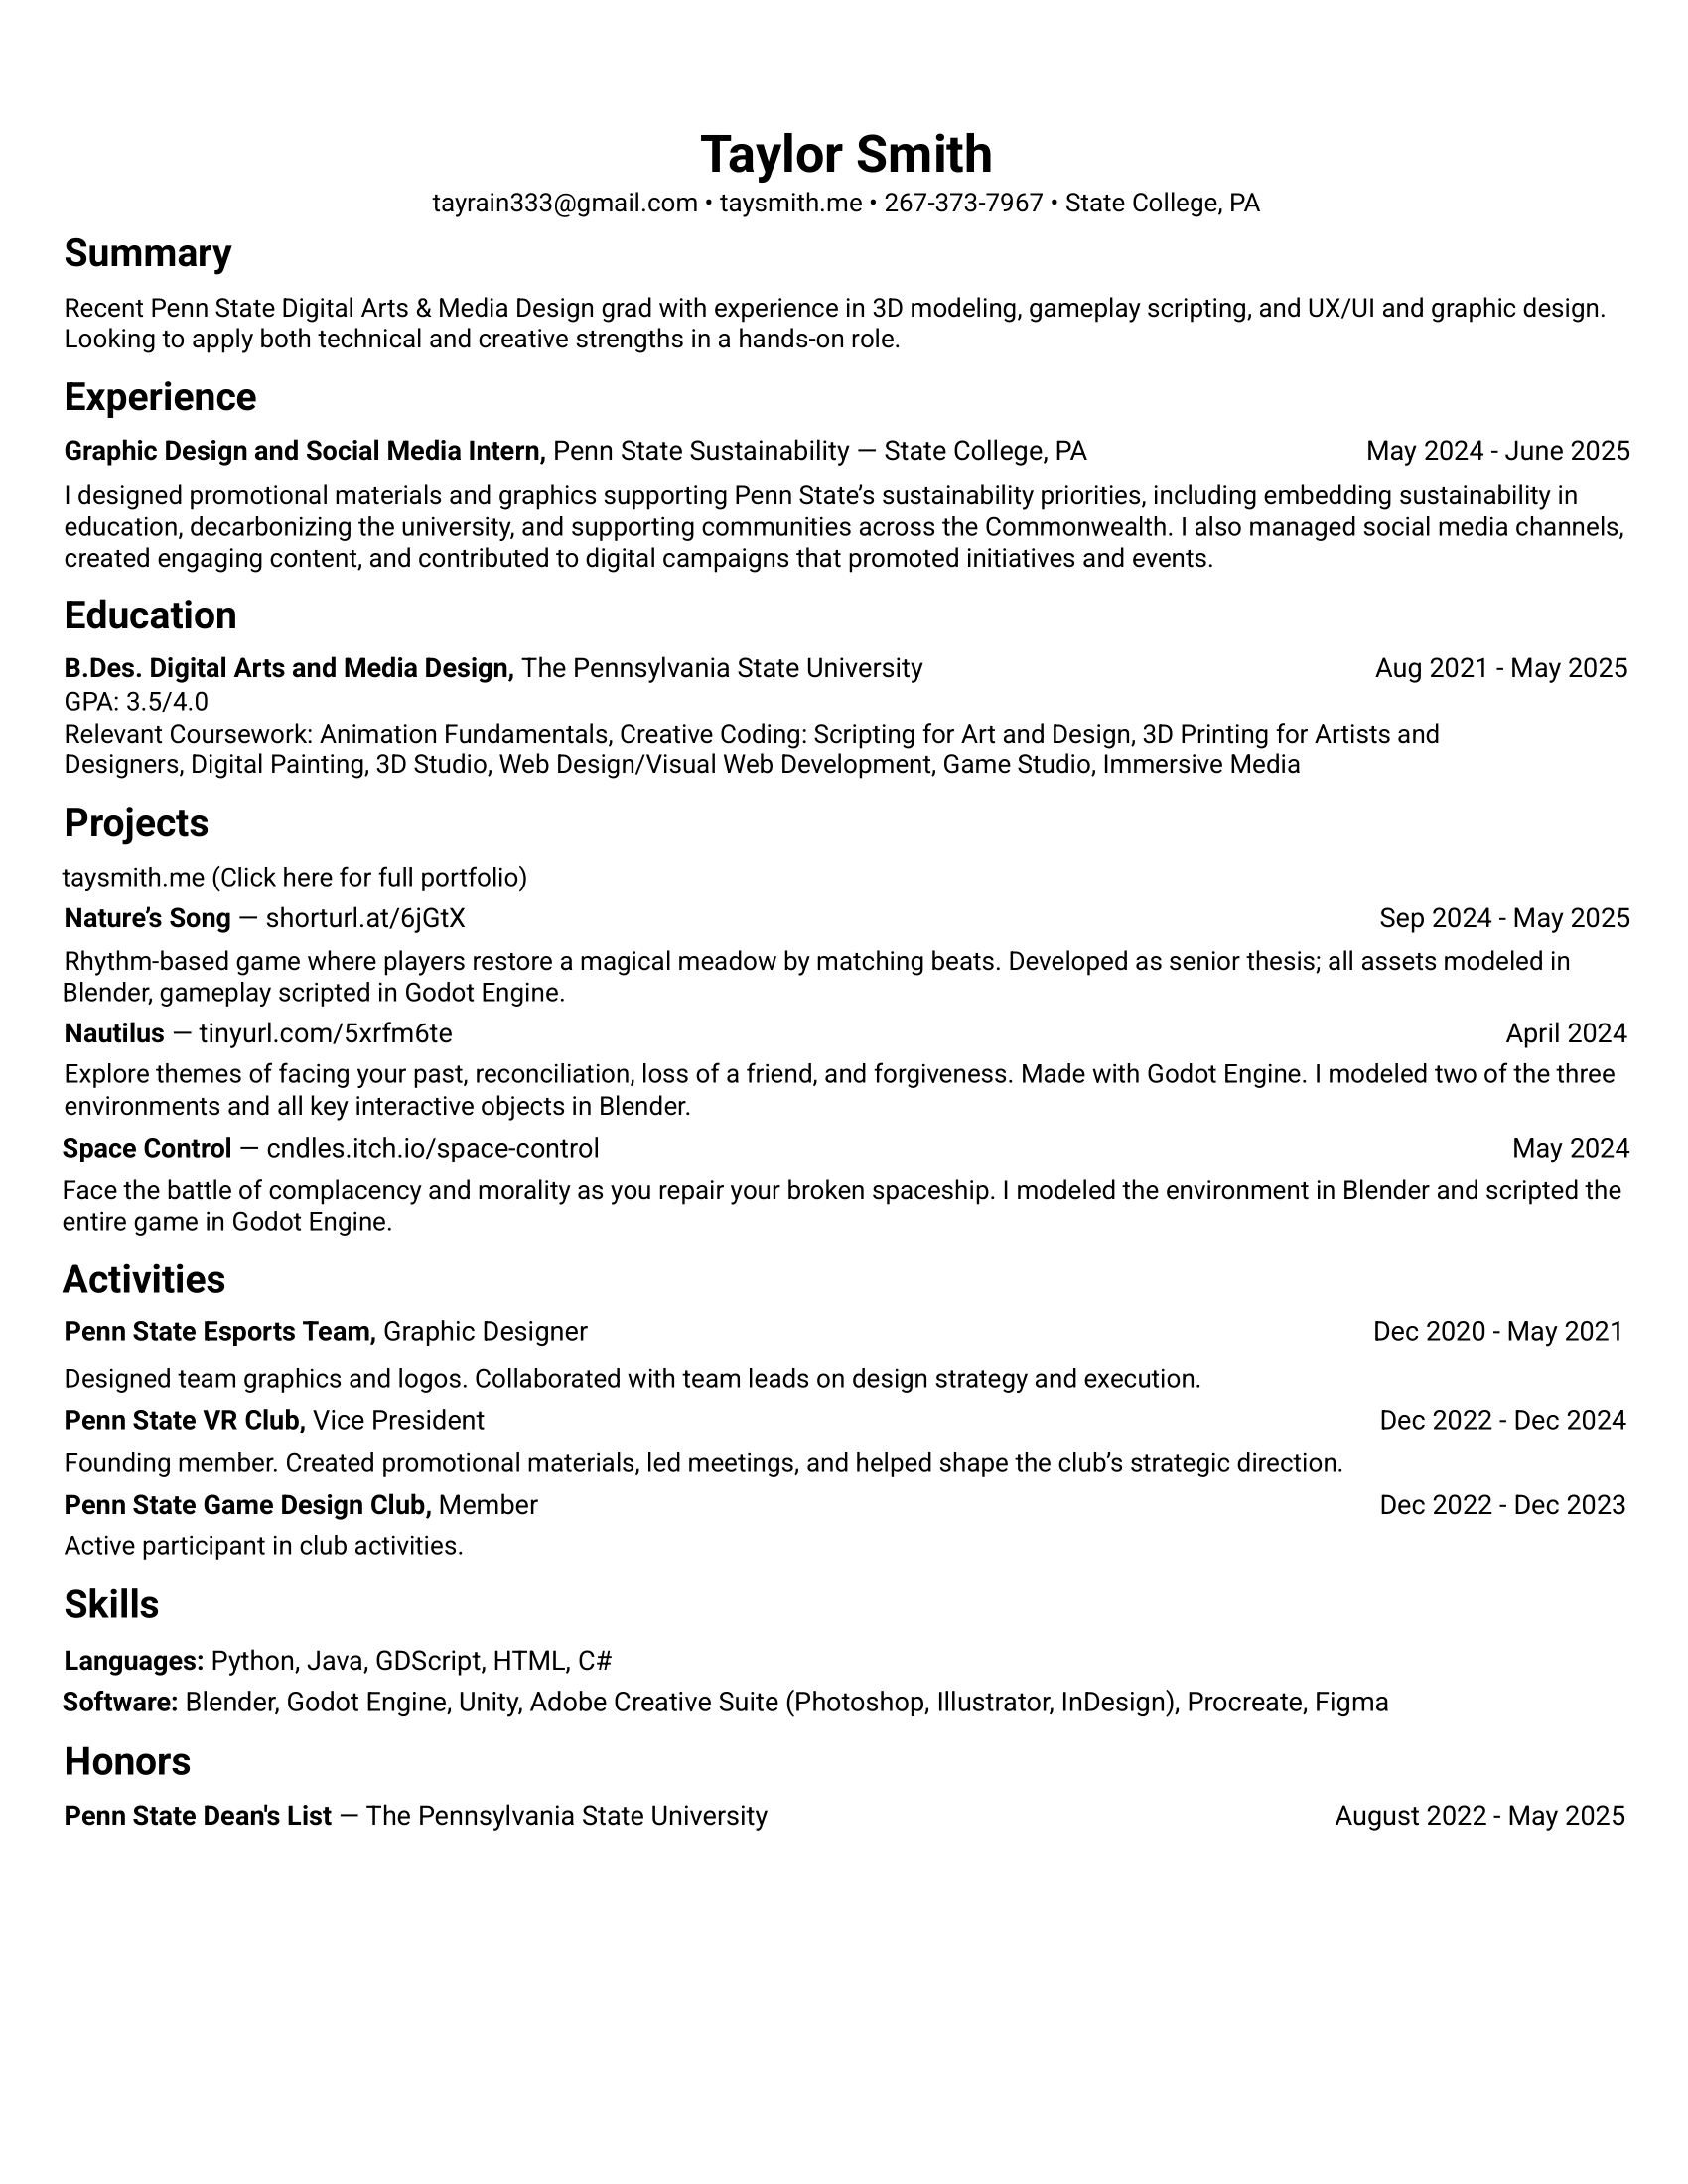 Taylor Smith
tayrain333@gmail.com • taysmith.me • 267-373-7967 • State College, PA
Summary
Recent Penn State Digital Arts & Media Design grad with experience in 3D modeling, gameplay scripting, and UX/UI and graphic design.
Looking to apply both technical and creative strengths in a hands-on role.
Experience
Graphic Design and Social Media Intern, Penn State Sustainability — State College, PA May 2024 - June 2025
I designed promotional materials and graphics supporting Penn State’s sustainability priorities, including embedding sustainability in
education, decarbonizing the university, and supporting communities across the Commonwealth. I also managed social media channels,
created engaging content, and contributed to digital campaigns that promoted initiatives and events.
Education
B.Des. Digital Arts and Media Design, The Pennsylvania State University Aug 2021 - May 2025
GPA: 3.5/4.0
Relevant Coursework: Animation Fundamentals, Creative Coding: Scripting for Art and Design, 3D Printing for Artists and
Designers, Digital Painting, 3D Studio, Web Design/Visual Web Development, Game Studio, Immersive Media
Projects
taysmith.me (Click here for full portfolio)
Nature’s Song — shorturl.at/6jGtX Sep 2024 - May 2025
Rhythm-based game where players restore a magical meadow by matching beats. Developed as senior thesis; all assets modeled in
Blender, gameplay scripted in Godot Engine.
Nautilus — tinyurl.com/5xrfm6te April 2024
Explore themes of facing your past, reconciliation, loss of a friend, and forgiveness. Made with Godot Engine. I modeled two of the three
environments and all key interactive objects in Blender.
Space Control — cndles.itch.io/space-control May 2024
Face the battle of complacency and morality as you repair your broken spaceship. I modeled the environment in Blender and scripted the
entire game in Godot Engine.
Activities
Penn State Esports Team, Graphic Designer Dec 2020 - May 2021
Designed team graphics and logos. Collaborated with team leads on design strategy and execution.
Penn State VR Club, Vice President Dec 2022 - Dec 2024
Founding member. Created promotional materials, led meetings, and helped shape the club’s strategic direction.
Penn State Game Design Club, Member Dec 2022 - Dec 2023
Active participant in club activities.
Skills
Languages: Python, Java, GDScript, HTML, C#
Software: Blender, Godot Engine, Unity, Adobe Creative Suite (Photoshop, Illustrator, InDesign), Procreate, Figma
Honors
Penn State Dean's List — The Pennsylvania State University August 2022 - May 2025